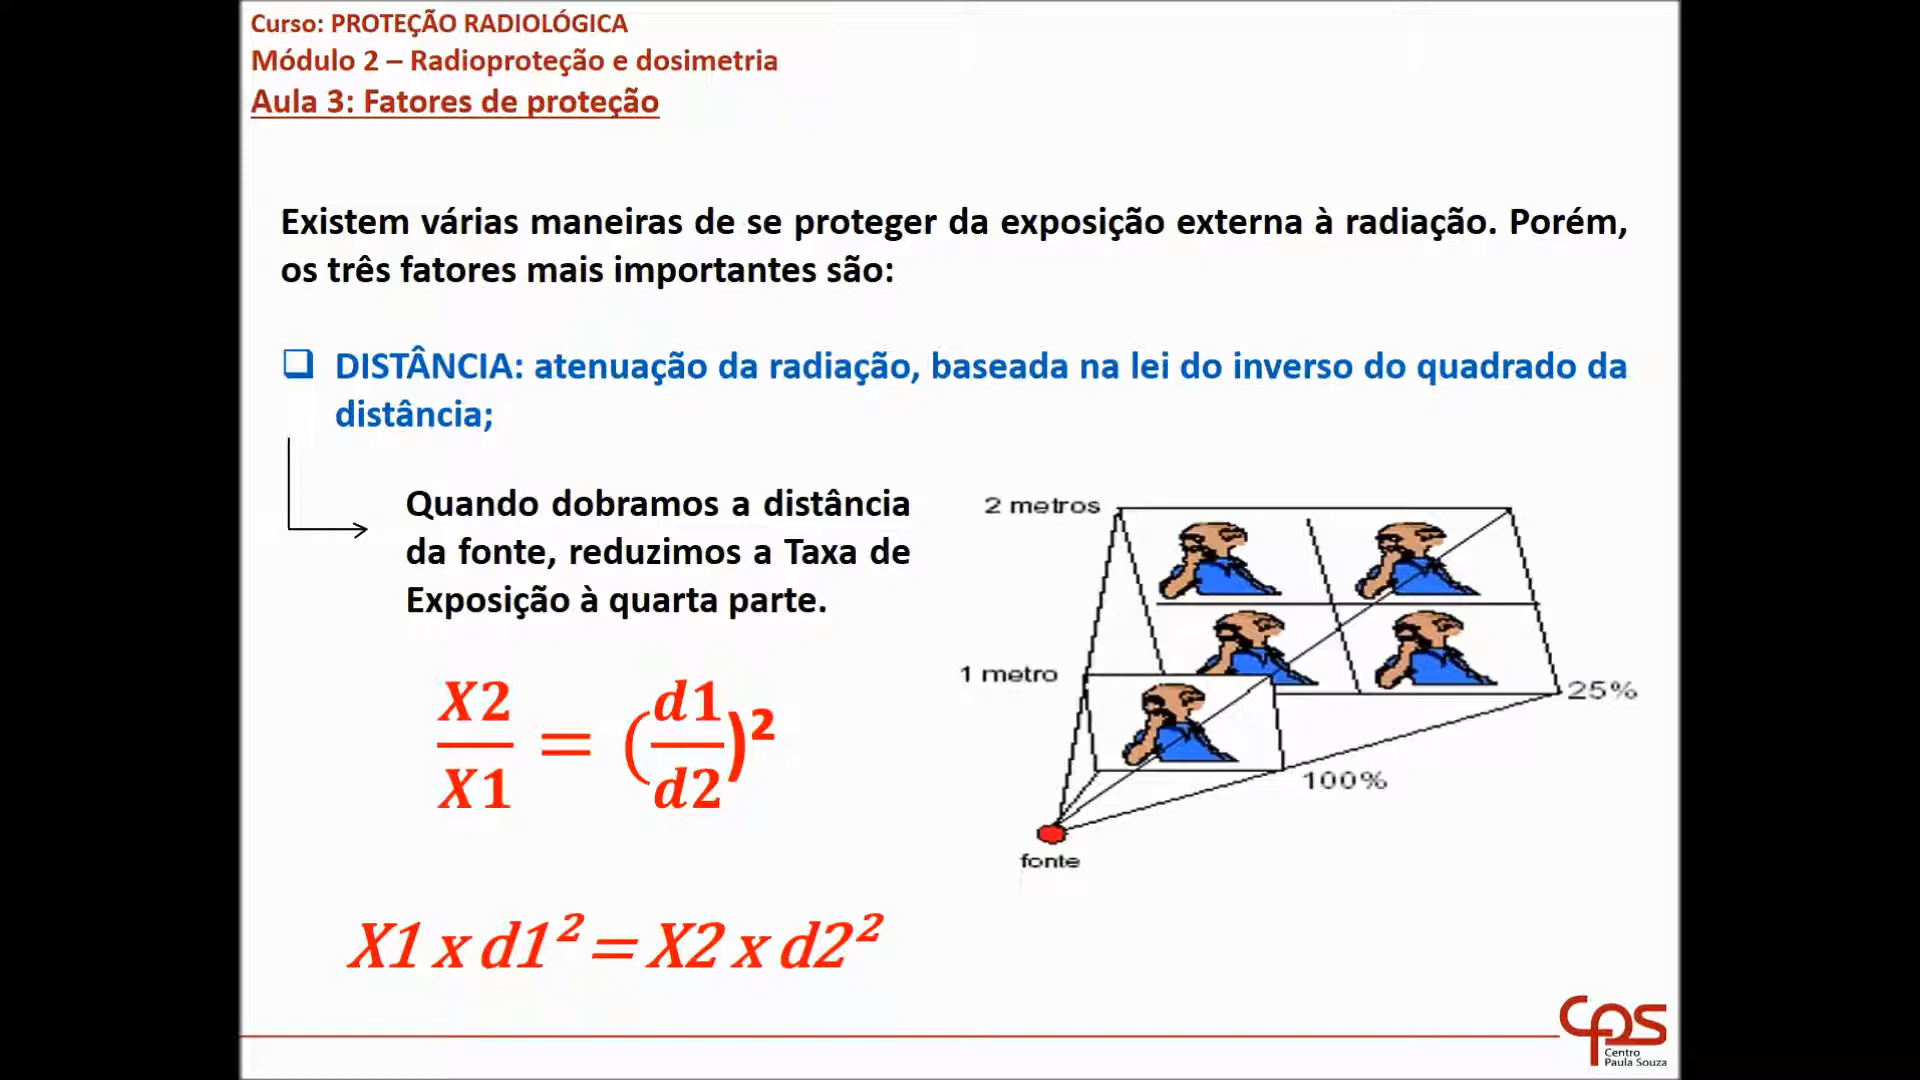 Curso: PROTEÇÃO RADIOLÓGICA
Módulo 2 – Radioproteção e dosimetria
Aula 3: Fatores de proteção
Existem várias maneiras de se proteger da exposição externa à radiação. Porém,
os três fatores mais importantes são:
DISTÂNCIA: atenuação da radiação, baseada na lei do inverso do quadrado da
distância;
Quando dobramos a distância
da fonte, reduzimos a Taxa de
Exposição à quarta parte.
X2/X1 = (d1/d2)²
X1 x d1² = X2 x d2²
2 metros
1 metro
25%
100%
fonte
cps
Centro
Paula Souza